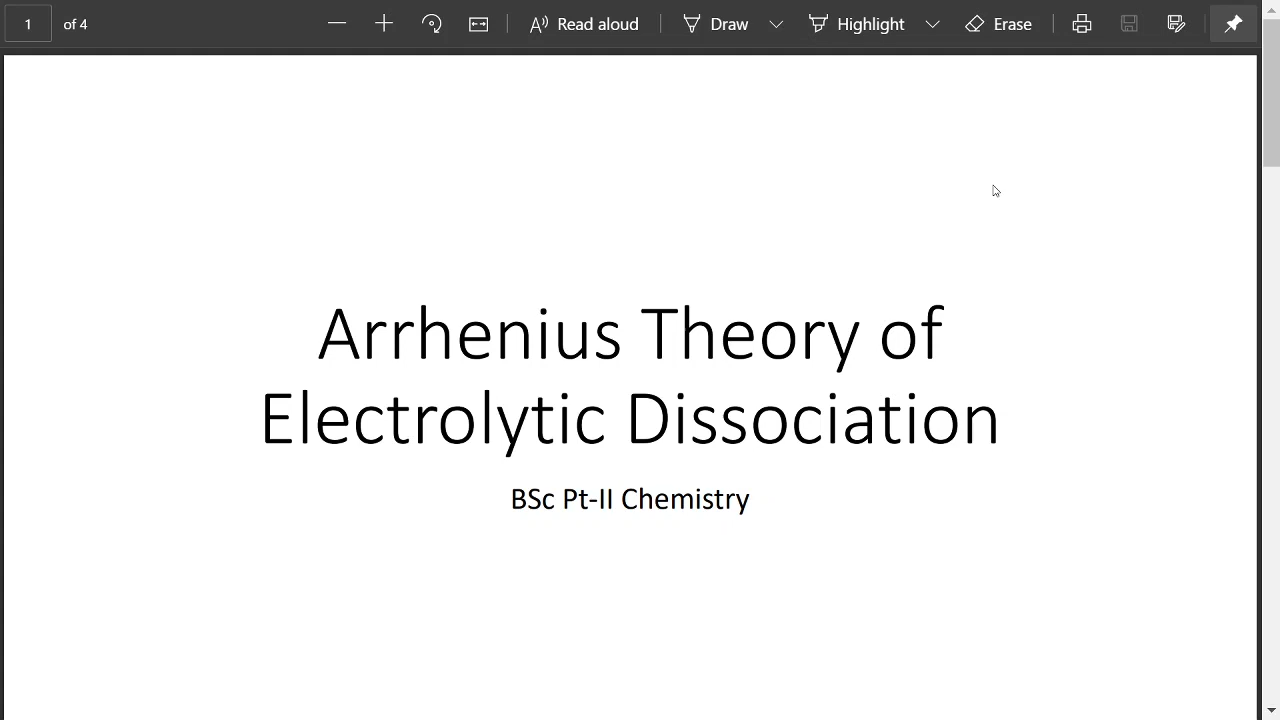 1 of 4 Read aloud Draw Highlight Erase
Arrhenius Theory of
Electrolytic Dissociation
BSc Pt-II Chemistry